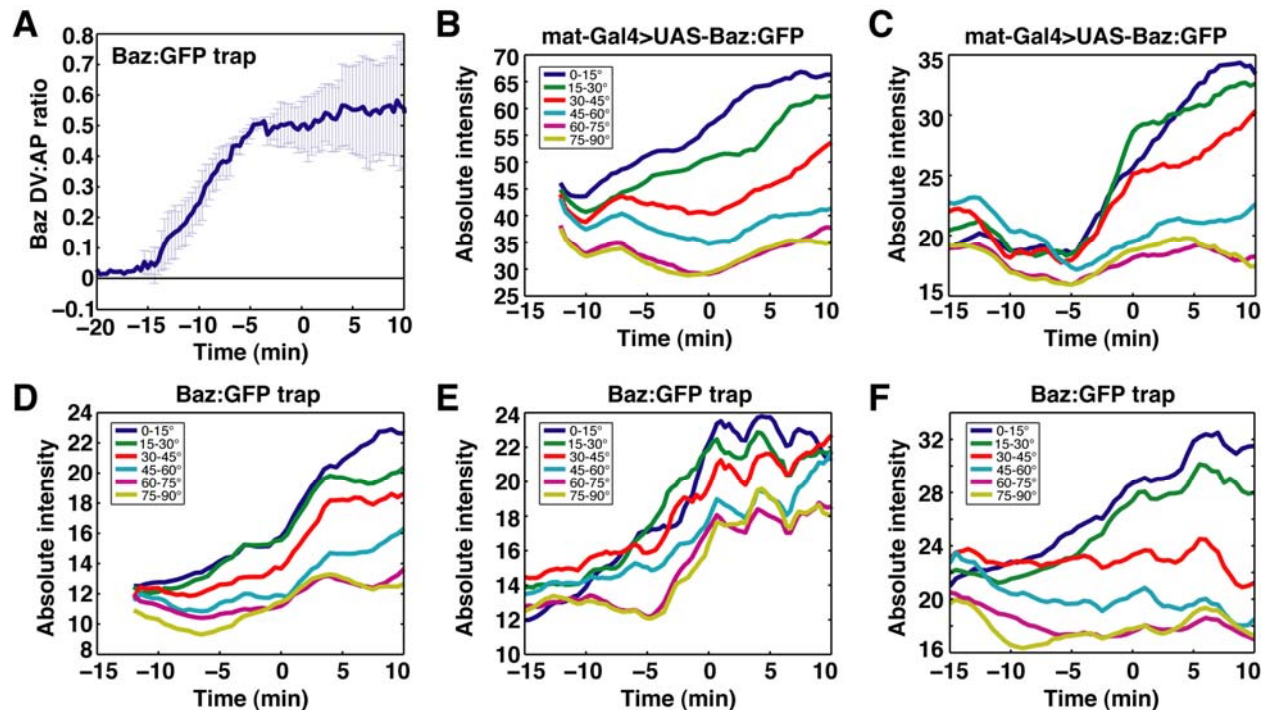 A
Baz:GFP trap
Baz DV:AP ratio
0.8
0.7
0.6
0.5
0.4
0.3
0.2
0.1
0
−0.1
−20 −15 −10 −5 0 5 10
Time (min)
B
mat-Gal4>UAS-Baz:GFP
Absolute intensity
70
65
60
55
50
45
40
35
30
25
0-15°
15-30°
30-45°
45-60°
60-75°
75-90°
−15 −10 −5 0 5 10
Time (min)
C
mat-Gal4>UAS-Baz:GFP
Absolute intensity
35
30
25
20
15
−15 −10 −5 0 5 10
Time (min)
D
Baz:GFP trap
Absolute intensity
24
22
20
18
16
14
12
10
8
0-15°
15-30°
30-45°
45-60°
60-75°
75-90°
−15 −10 −5 0 5 10
Time (min)
E
Baz:GFP trap
Absolute intensity
24
22
20
18
16
14
12
10
0-15°
15-30°
30-45°
45-60°
60-75°
75-90°
−15 −10 −5 0 5 10
Time (min)
F
Baz:GFP trap
Absolute intensity
32
28
24
20
16
0-15°
15-30°
30-45°
45-60°
60-75°
75-90°
−15 −10 −5 0 5 10
Time (min)